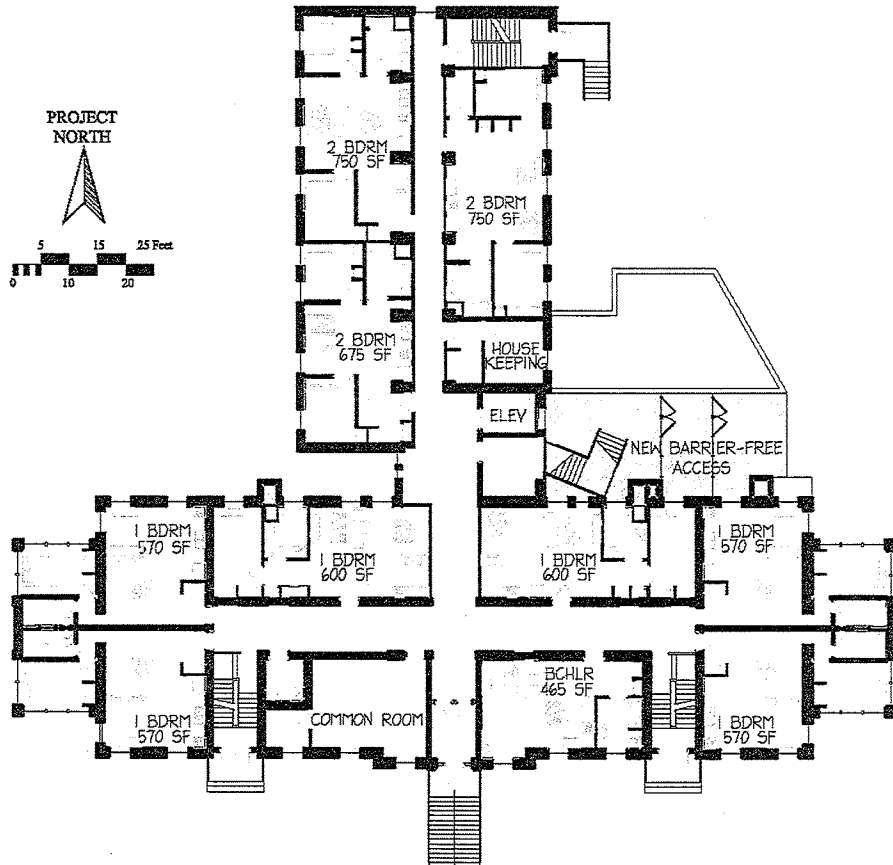 PROJECT
NORTH
5 15 25 Feet
0 10 20
2 BDRM
750 SF
2 BDRM
750 SF
2 BDRM
675 SF
HOUSE
KEEPING
ELEV
NEW BARRIER-FREE
ACCESS
1 BDRM
570 SF
1 BDRM
600 SF
1 BDRM
600 SF
1 BDRM
570 SF
1 BDRM
570 SF
COMMON ROOM
BCHLR
465 SF
1 BDRM
570 SF